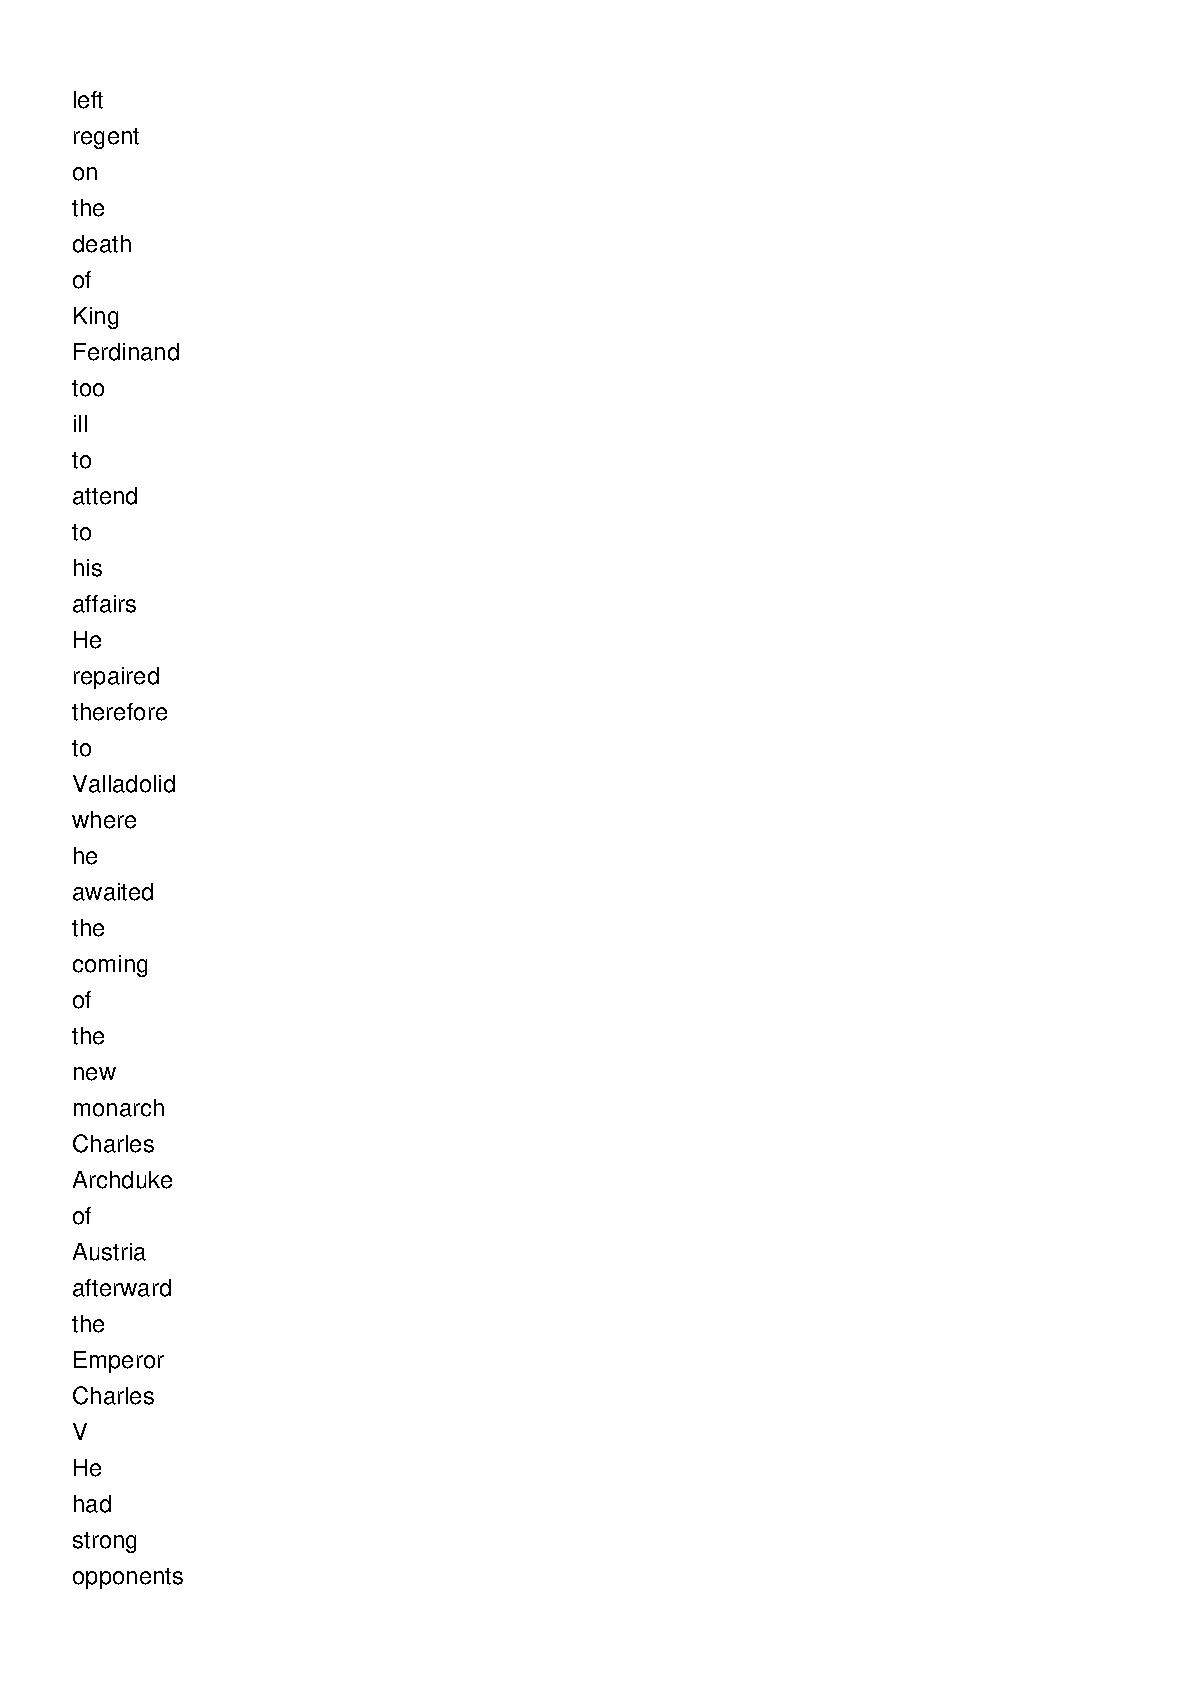 left
regent
on
the
death
of
King
Ferdinand
too
ill
to
attend
to
his
affairs
He
repaired
therefore
to
Valladolid
where
he
awaited
the
coming
of
the
new
monarch
Charles
Archduke
of
Austria
afterward
the
Emperor
Charles
V
He
had
strong
opponents